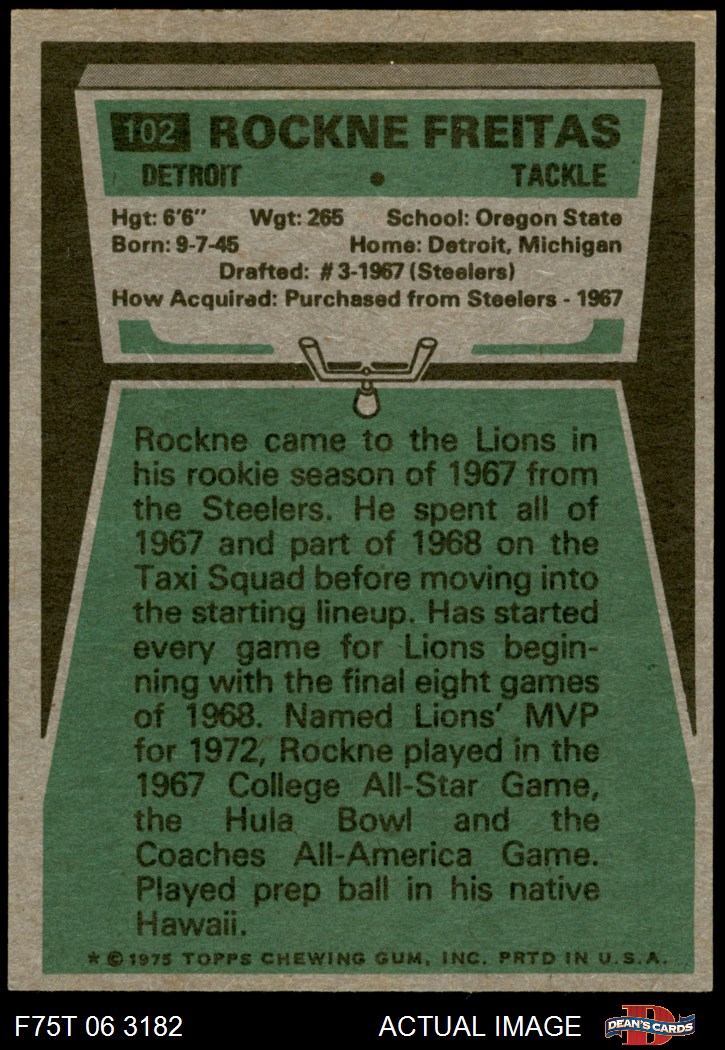 102 ROCKNE FREITAS
DETROIT • TACKLE
Hgt: 6'6" Wgt: 265 School: Oregon State
Born: 9-7-45 Home: Detroit, Michigan
Drafted: #3-1967 (Steelers)
How Acquired: Purchased from Steelers - 1967
Rockne came to the Lions in
his rookie season of 1967 from
the Steelers. He spent all of
1967 and part of 1968 on the
Taxi Squad before moving into
the starting lineup. Has started
every game for Lions begin-
ning with the final eight games
of 1968. Named Lions' MVP
for 1972, Rockne played in the
1967 College All-Star Game,
the Hula Bowl and the
Coaches All-America Game.
Played prep ball in his native
Hawaii.
* © 1975 TOPPS CHEWING GUM, INC. PRTD IN U.S.A.
F75T 06 3182 ACTUAL IMAGE D DEAN'S CARDS